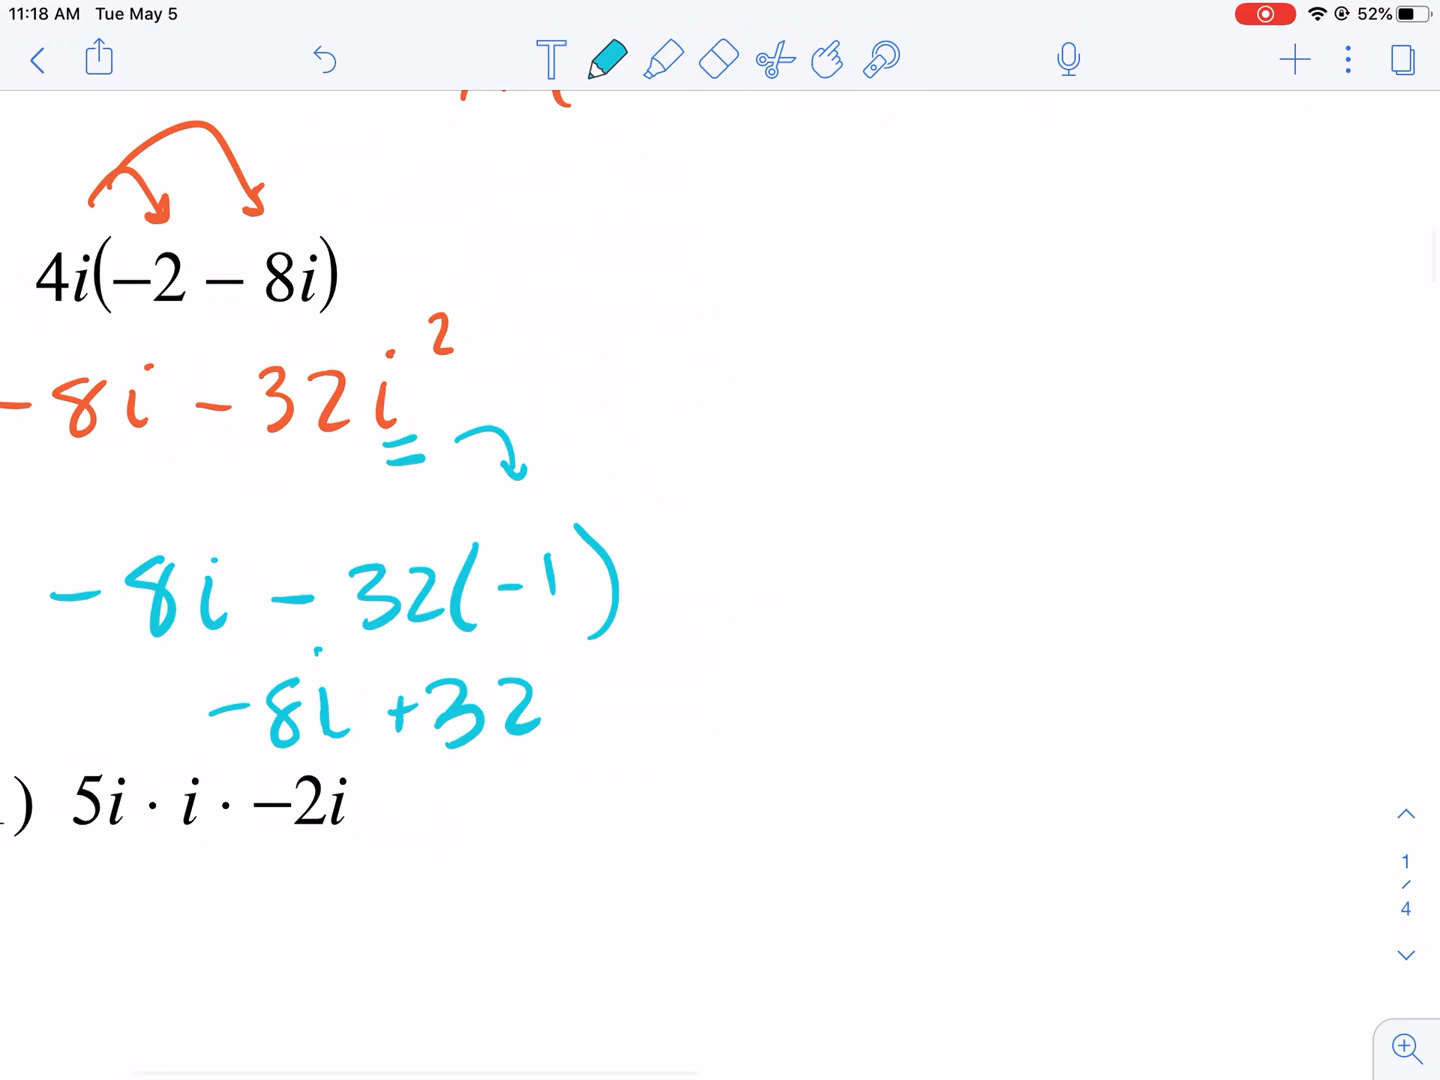 11:18 AM Tue May 5 52%
T
4i(−2 − 8i)
- 8i - 32i²
- 8i - 32(-1)
-8i + 32
) 5i · i · −2i
1
/
4